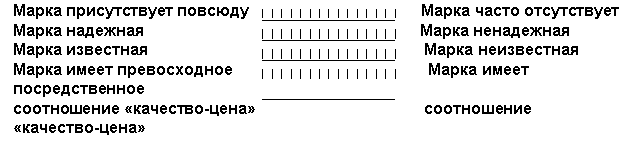 Марка присутствует повсюду Марка часто отсутствует
Марка надежная Марка ненадежная
Марка известная Марка неизвестная
Марка имеет превосходное Марка имеет
посредственное
соотношение «качество-цена» соотношение
«качество-цена»